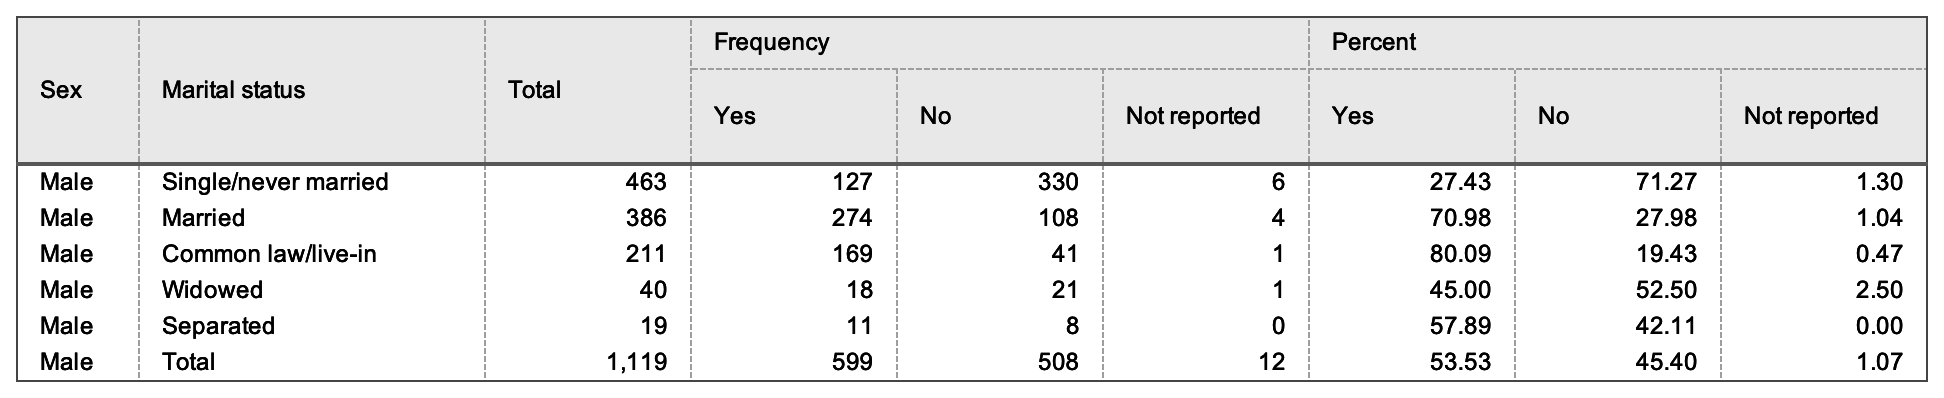 Frequency Percent
Sex Marital status Total
Yes No Not reported Yes No Not reported
Male Single/never married 463 127 330 6 27.43 71.27 1.30
Male Married 386 274 108 4 70.98 27.98 1.04
Male Common law/live-in 211 169 41 1 80.09 19.43 0.47
Male Widowed 40 18 21 1 45.00 52.50 2.50
Male Separated 19 11 8 0 57.89 42.11 0.00
Male Total 1,119 599 508 12 53.53 45.40 1.07